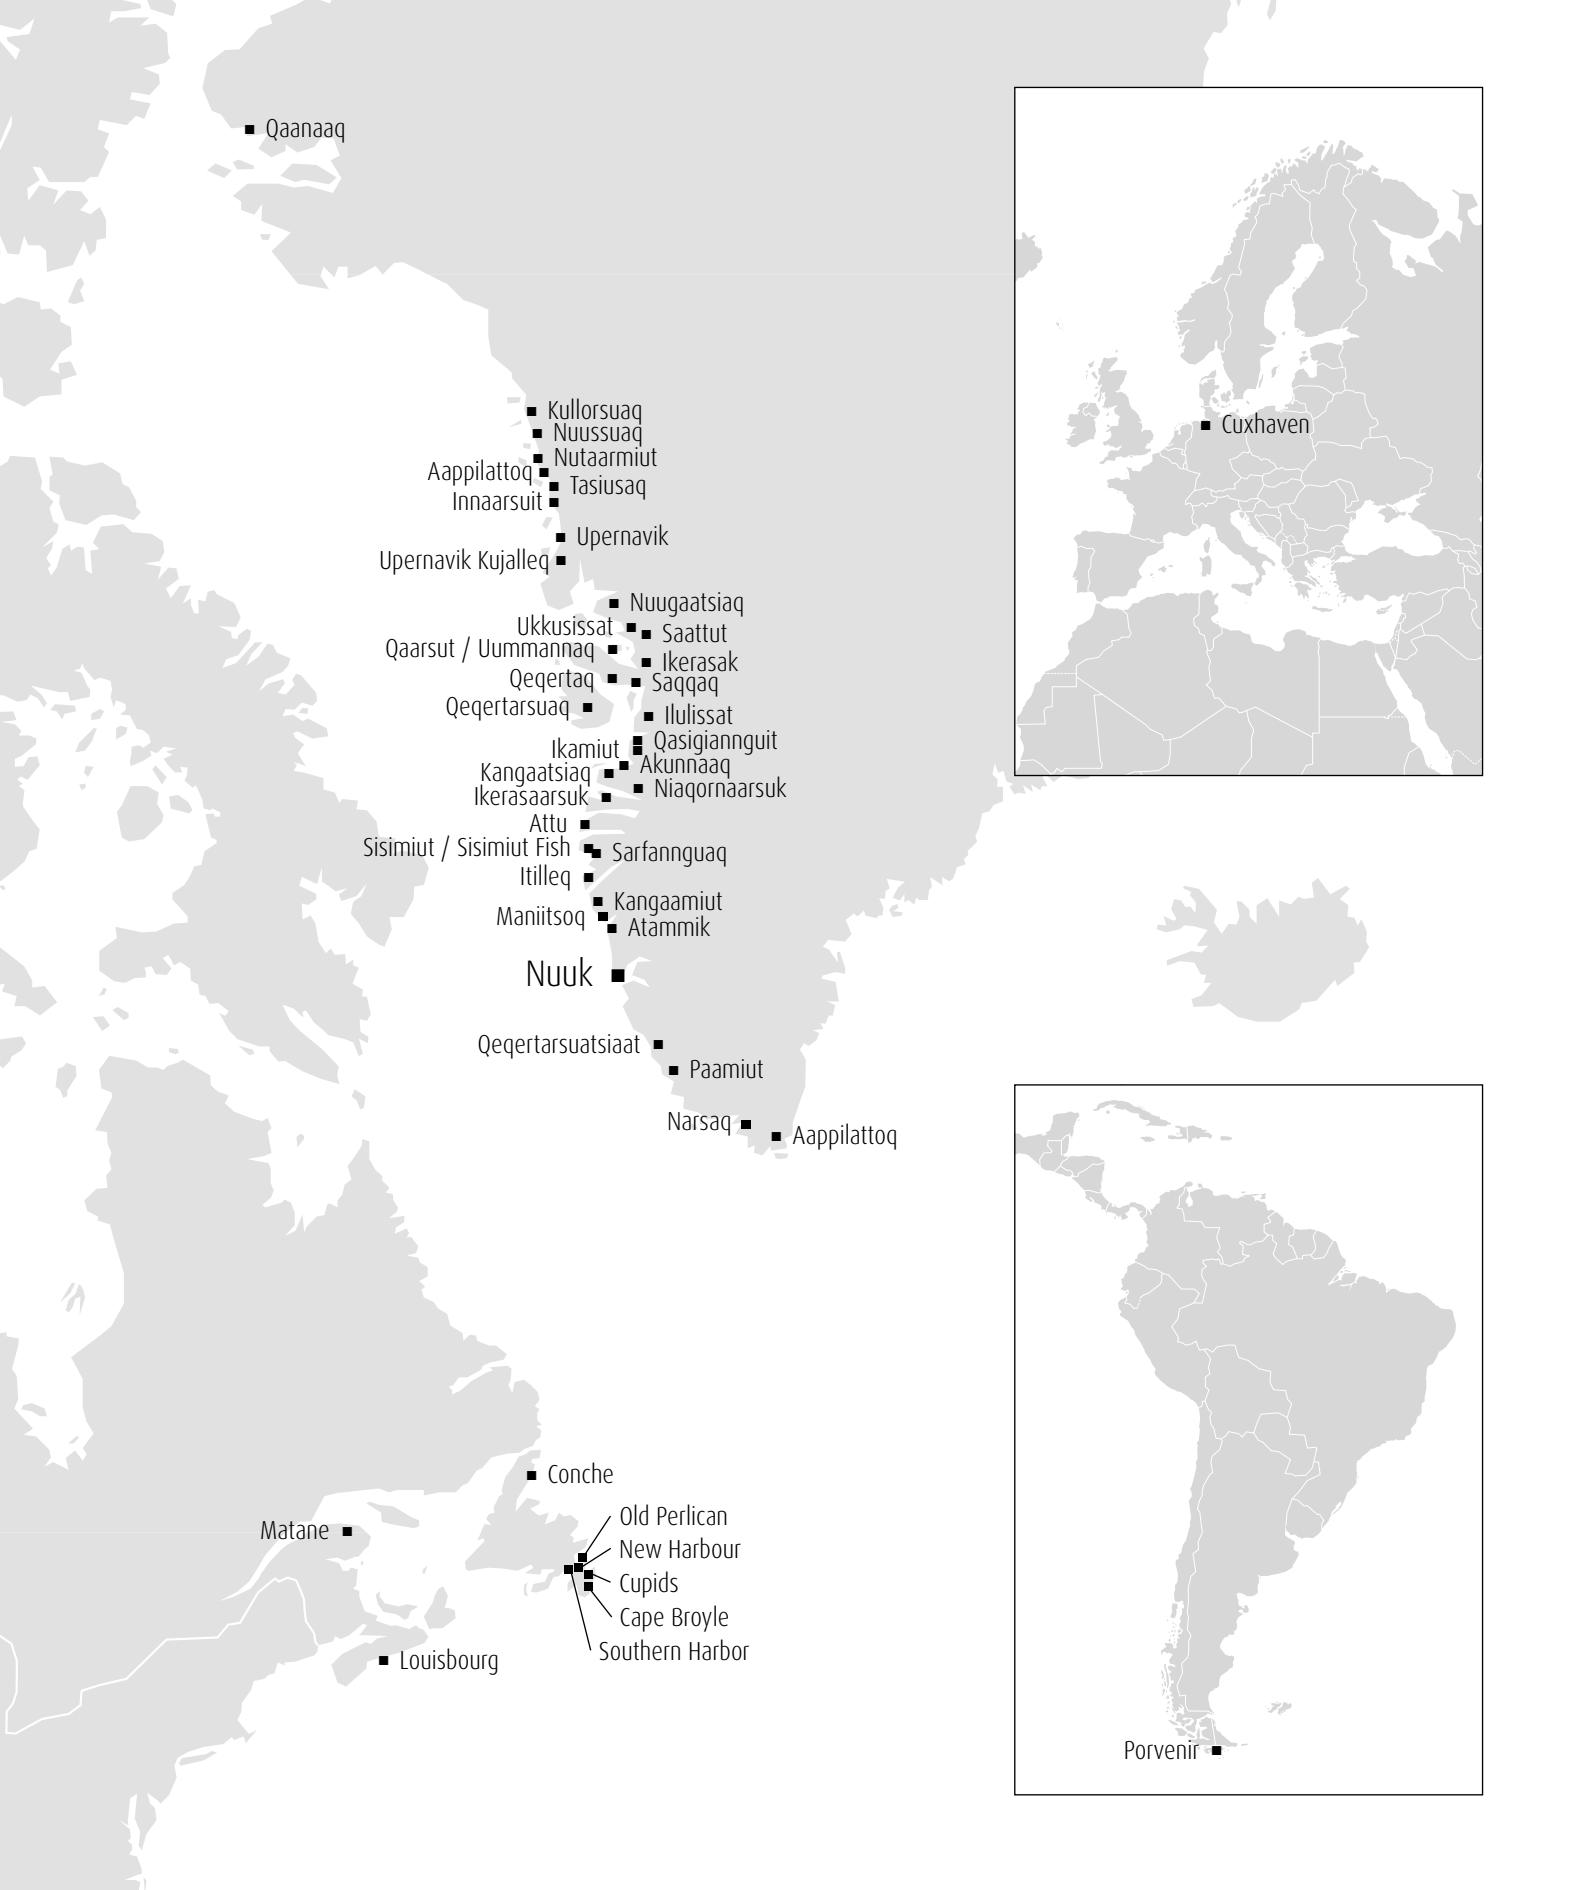 Qaanaaq
Kullorsuaq
Cuxhaven
Nuussuaq
Nutaarmiut
Aappilattoq
Tasiusaq
Innaarsuit
Upernavik
Upernavik Kujalleq
Nuugaatsiaq
Ukkusissat
Saattut
Qaarsut / Uummannaq
Ikerasak
Qeqertaq
Saqqaq
Qeqertarsuaq
Ilulissat
Qasigiannguit
Ikamiut
Akunnaaq
Kangaatsiaq
Niaqornaarsuk
Ikerasaarsuk
Attu
Sisimiut / Sisimiut Fish
Sarfannguaq
Itilleq
Kangaamiut
Maniitsoq
Atammik
Nuuk
Qeqertarsuatsiaat
Paamiut
Narsaq
Aappilattoq
Conche
Old Perlican
Matane
New Harbour
Cupids
Cape Broyle
Southern Harbor
Louisbourg
Porvenir